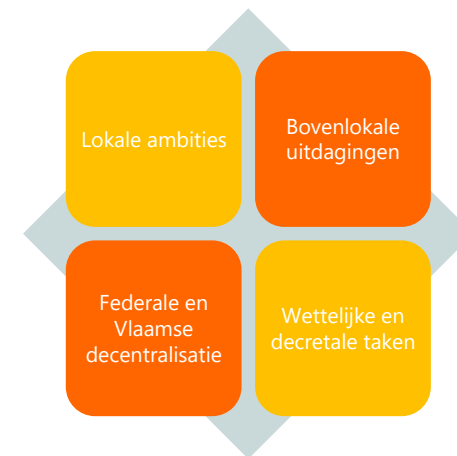 Lokale ambities
Bovenlokale
uitdagingen
Federale en
Vlaamse
decentralisatie
Wettelijke en
decretale taken